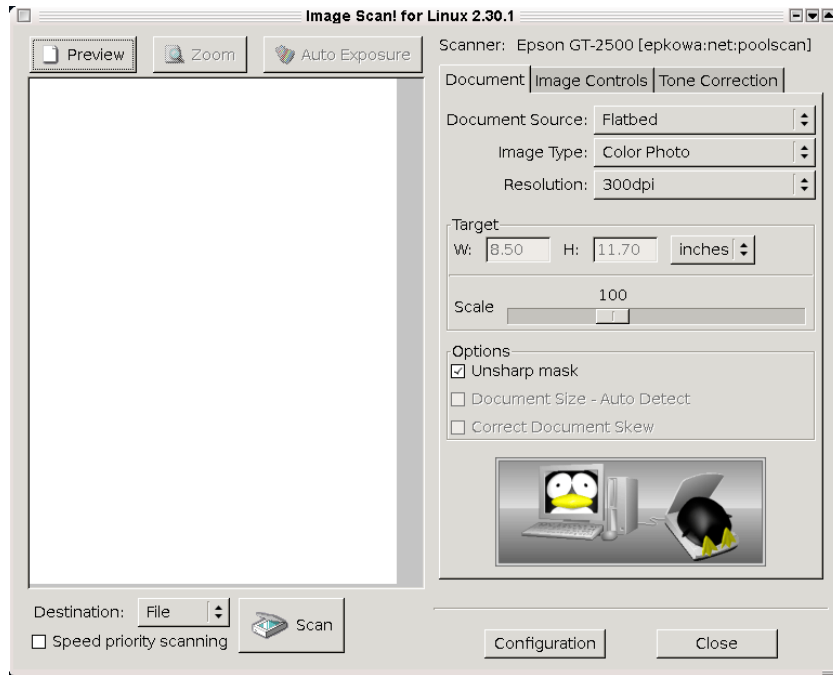 Image Scan! for Linux 2.30.1
Preview
Zoom
Auto Exposure
Scanner: Epson GT-2500 [epkowa:net:poolscan]
Document
Image Controls
Tone Correction
Document Source: Flatbed
Image Type: Color Photo
Resolution: 300dpi
Target
W: 8.50 H: 11.70 inches
100
Scale
Options
Unsharp mask
Document Size - Auto Detect
Correct Document Skew
Destination: File
Speed priority scanning
Scan
Configuration
Close